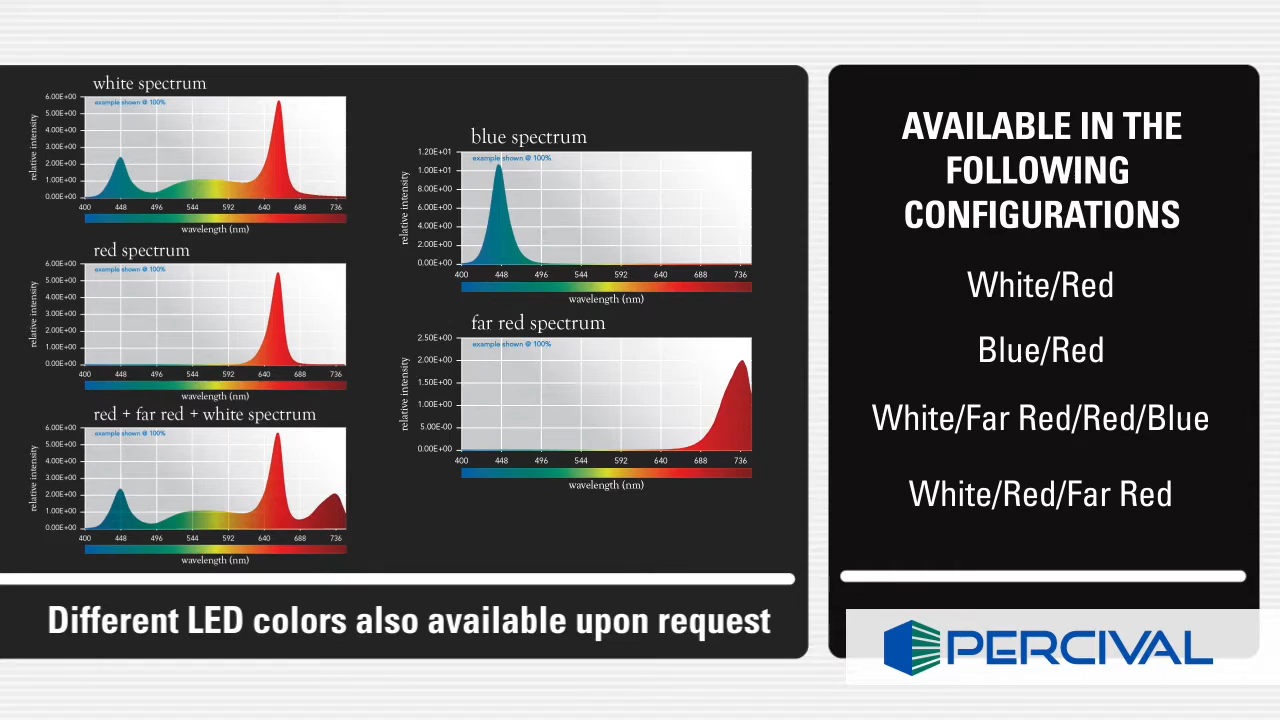 white spectrum
example shown @ 100%
relative intensity
6.00E+00
5.00E+00
4.00E+00
3.00E+00
2.00E+00
1.00E+00
0.00E+00
400 448 496 544 592 640 688 736
wavelength (nm)
red spectrum
example shown @ 100%
relative intensity
6.00E+00
5.00E+00
4.00E+00
3.00E+00
2.00E+00
1.00E+00
0.00E+00
400 448 496 544 592 640 688 736
wavelength (nm)
red + far red + white spectrum
example shown @ 100%
relative intensity
6.00E+00
5.00E+00
4.00E+00
3.00E+00
2.00E+00
1.00E+00
0.00E+00
400 448 496 544 592 640 688 736
wavelength (nm)
blue spectrum
example shown @ 100%
relative intensity
1.20E+01
1.00E+01
8.00E+00
6.00E+00
4.00E+00
2.00E+00
0.00E+00
400 448 496 544 592 640 688 736
wavelength (nm)
far red spectrum
example shown @ 100%
relative intensity
2.50E+00
2.00E+00
1.50E+00
1.00E+00
5.00E-00
0.00E+00
400 448 496 544 592 640 688 736
wavelength (nm)
Different LED colors also available upon request
AVAILABLE IN THE
FOLLOWING
CONFIGURATIONS
White/Red
Blue/Red
White/Far Red/Red/Blue
White/Red/Far Red
PERCIVAL